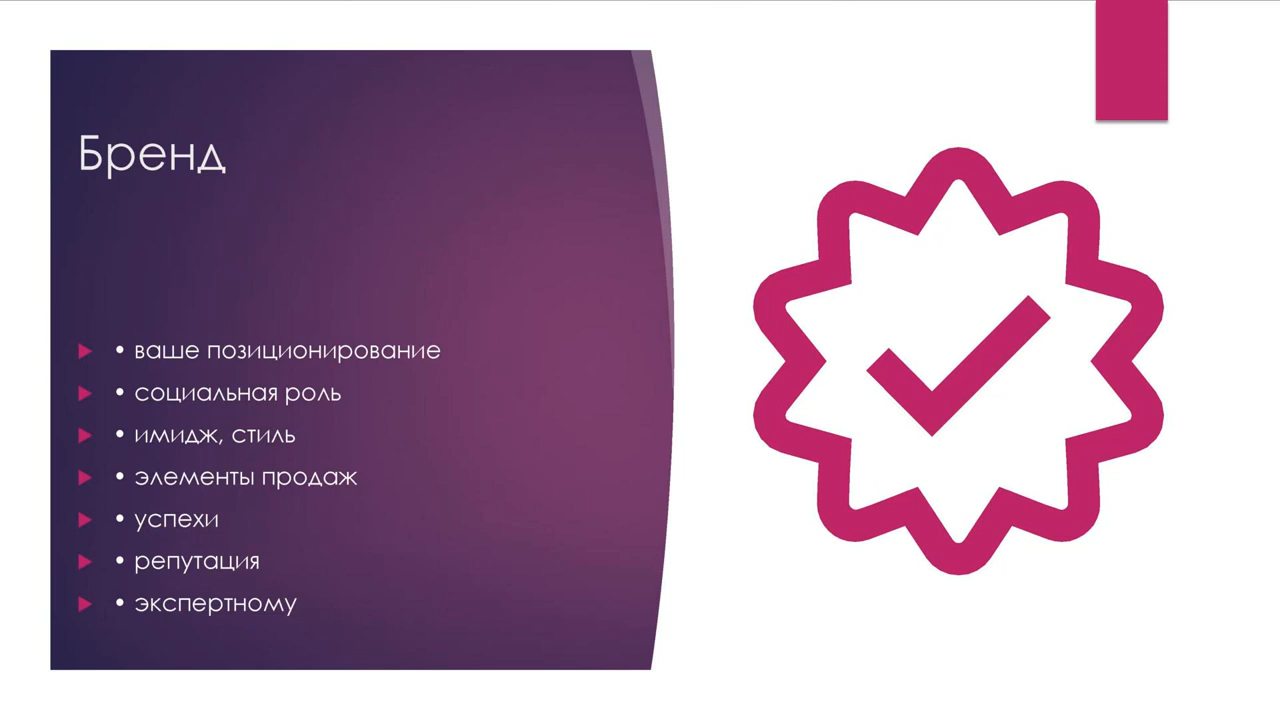 Бренд
• ваше позиционирование
• социальная роль
• имидж, стиль
• элементы продаж
• успехи
• репутация
• экспертному